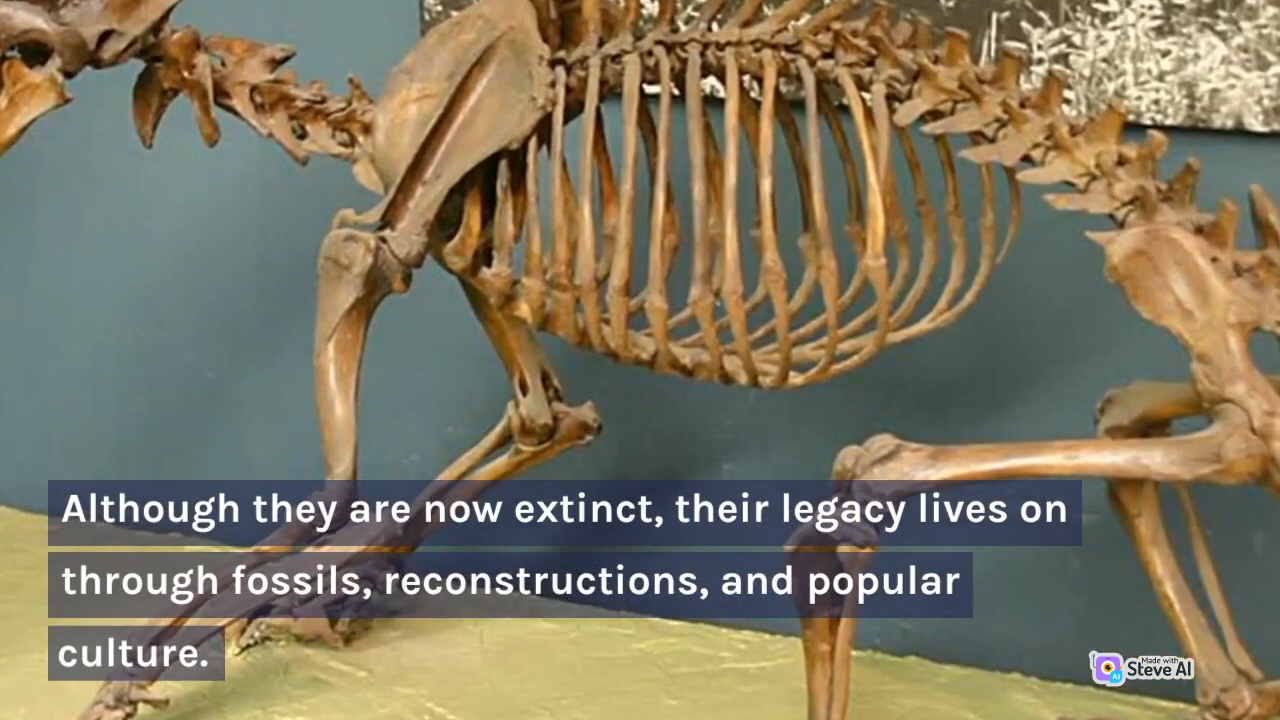 Although they are now extinct, their legacy lives on
through fossils, reconstructions, and popular
culture.
Made with
Steve AI
AI